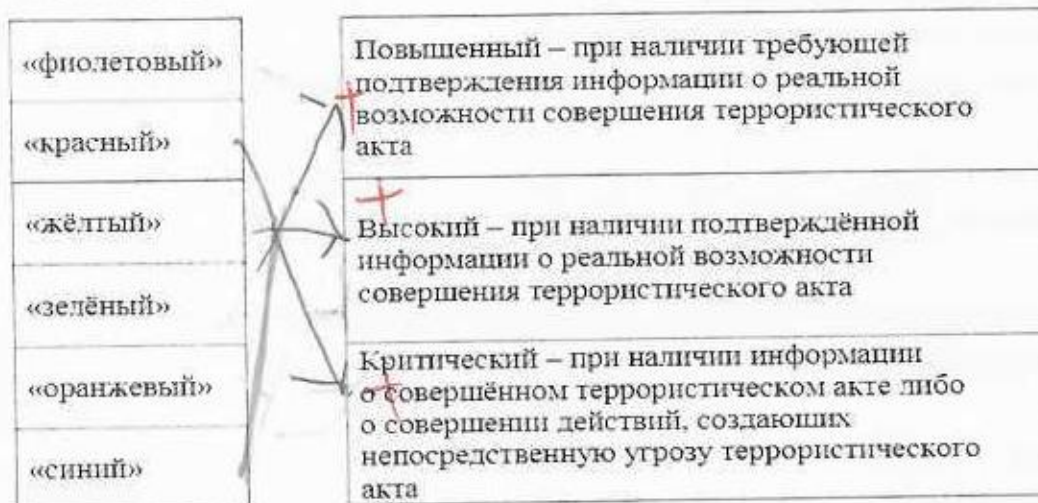 «фиолетовый»
«красный»
«жёлтый»
«зелёный»
«оранжевый»
«синий»
Повышенный – при наличии требующей
подтверждения информации о реальной
возможности совершения террористического
акта
Высокий – при наличии подтверждённой
информации о реальной возможности
совершения террористического акта
Критический – при наличии информации
о совершённом террористическом акте либо
о совершении действий, создающих
непосредственную угрозу террористического
акта